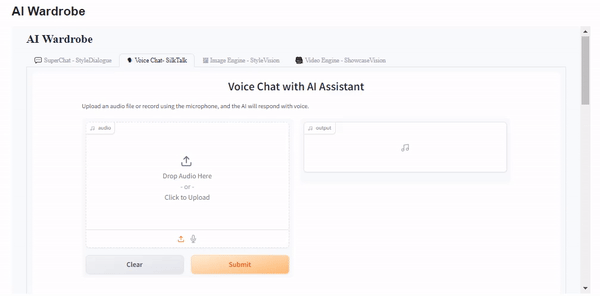 AI Wardrobe
AI Wardrobe
SuperChat - StyleDialogue
Voice Chat- SilkTalk
Image Engine - StyleVision
Video Engine - ShowcaseVision
Voice Chat with AI Assistant
Upload an audio file or record using the microphone, and the AI will respond with voice.
audio
output
Drop Audio Here
- or -
Click to Upload
Clear
Submit